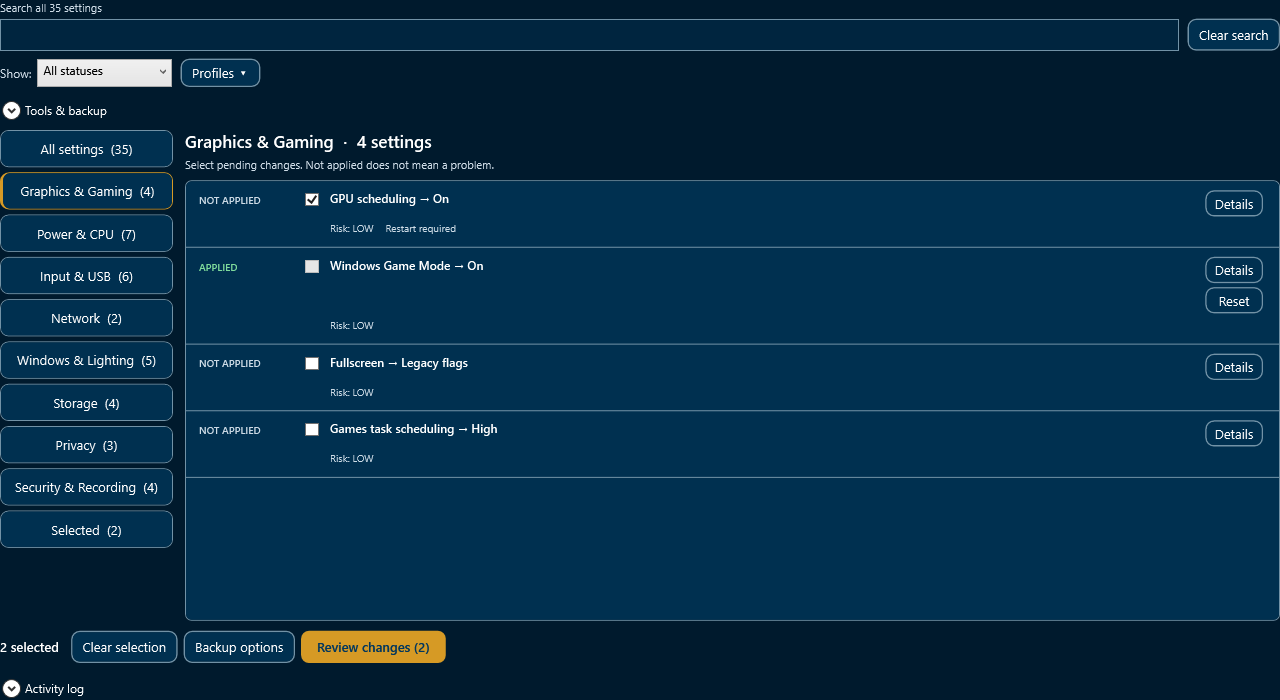 Search all 35 settings
Clear search
Show: All statuses Profiles ▾
Tools & backup
All settings (35)
Graphics & Gaming (4)
Power & CPU (7)
Input & USB (6)
Network (2)
Windows & Lighting (5)
Storage (4)
Privacy (3)
Security & Recording (4)
Selected (2)
Graphics & Gaming · 4 settings
Select pending changes. Not applied does not mean a problem.
NOT APPLIED GPU scheduling → On Details
Risk: LOW Restart required
APPLIED Windows Game Mode → On Details
Reset
Risk: LOW
NOT APPLIED Fullscreen → Legacy flags Details
Risk: LOW
NOT APPLIED Games task scheduling → High Details
Risk: LOW
2 selected Clear selection Backup options Review changes (2)
Activity log